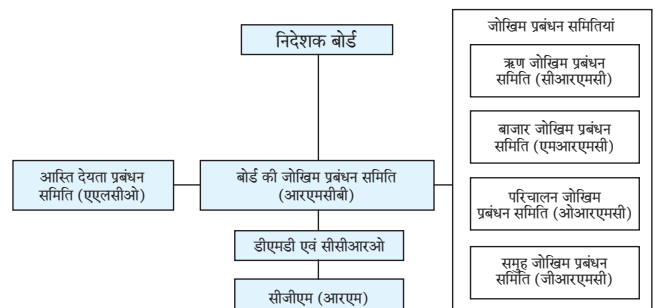 निदेशक बोर्ड
आस्ति देयता प्रबंधन
समिति (एएलसीओ)
बोर्ड की जोखिम प्रबंधन समिति
(आरएमसीबी)
डीएमडी एवं सीसीआरओ
सीजीएम (आरएम)
जोखिम प्रबंधन समितियां
ऋण जोखिम प्रबंधन
समिति (सीआरएमसी)
बाजार जोखिम प्रबंधन
समिति (एमआरएमसी)
परिचालन जोखिम
प्रबंधन समिति (ओआरएमसी)
समूह जोखिम प्रबंधन
समिति (जीआरएमसी)